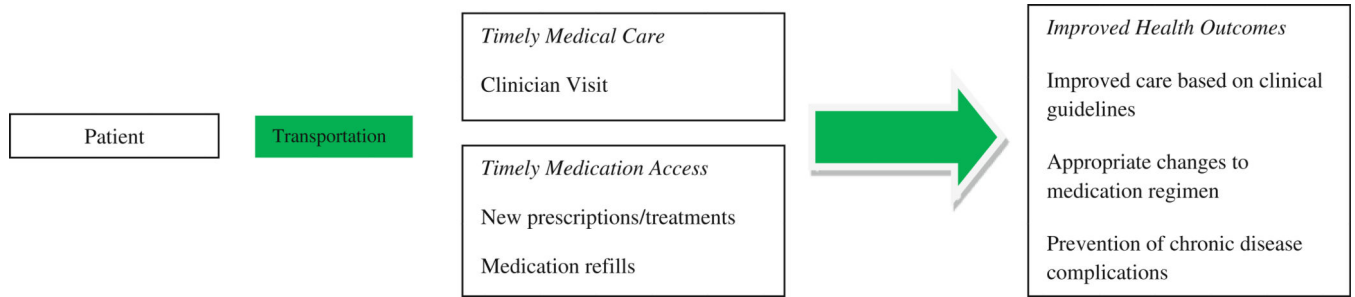 Patient
Transportation
Timely Medical Care
Clinician Visit
Timely Medication Access
New prescriptions/treatments
Medication refills
Improved Health Outcomes
Improved care based on clinical
guidelines
Appropriate changes to
medication regimen
Prevention of chronic disease
complications